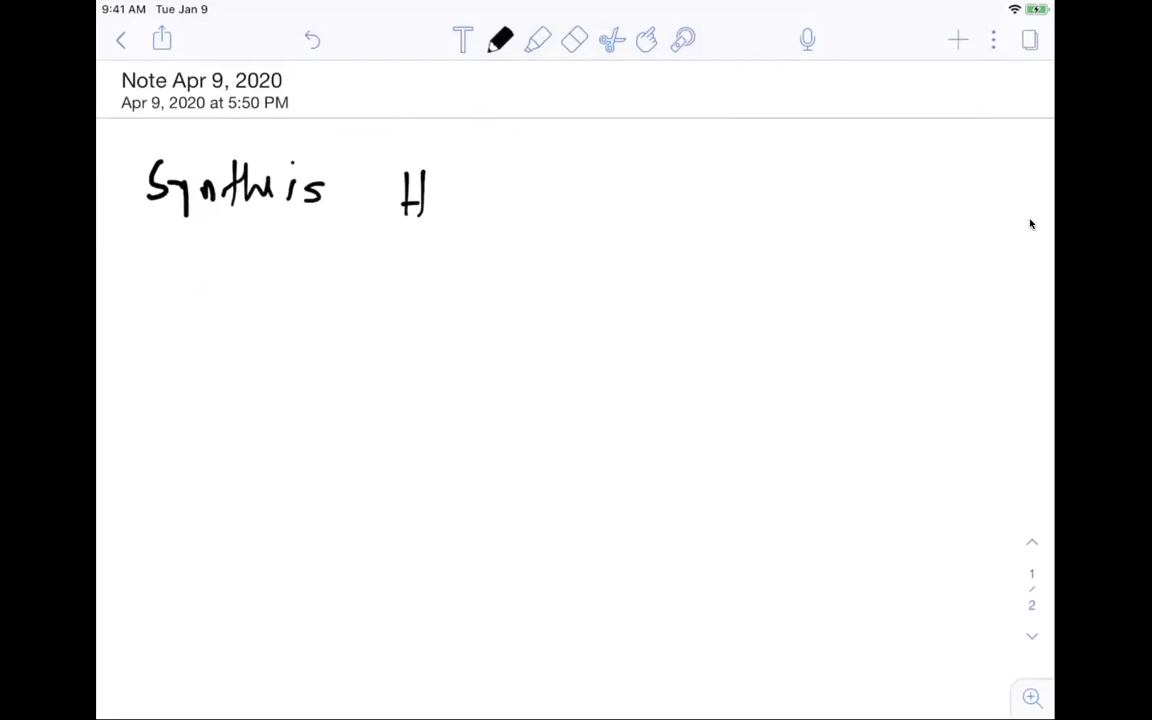 9:41 AM Tue Jan 9
T
Note Apr 9, 2020
Apr 9, 2020 at 5:50 PM
Synthesis H
1
/
2